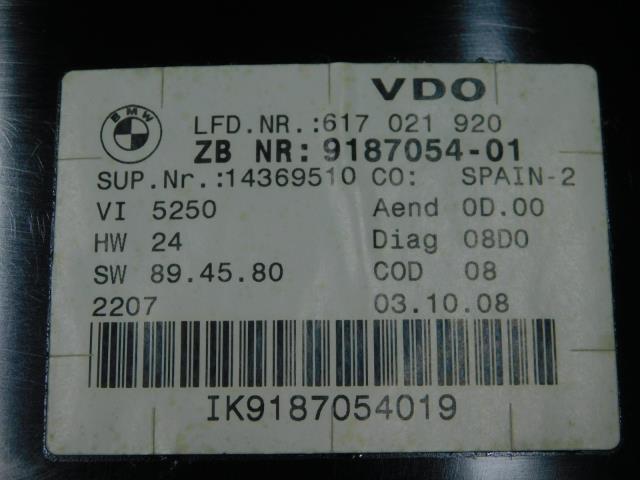 VDO
BMW
LFD.NR.:617 021 920
ZB NR:9187054-01
SUP.Nr.:14369510 CO: SPAIN-2
VI 5250 Aend 0D.00
HW 24 Diag 08D0
SW 89.45.80 COD 08
2207 03.10.08
IK9187054019